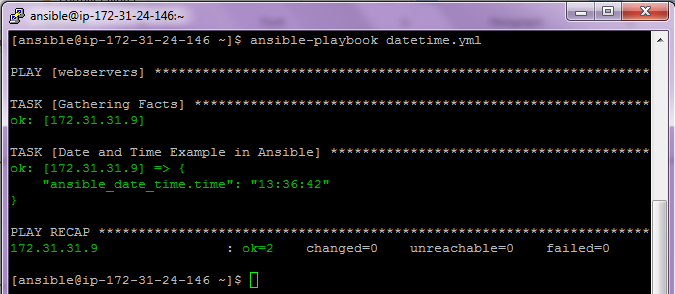 ansible@ip-172-31-24-146:~
[ansible@ip-172-31-24-146 ~]$ ansible-playbook datetime.yml
PLAY [webservers] ******************************************************************
TASK [Gathering Facts] *************************************************************
ok: [172.31.31.9]
TASK [Date and Time Example in Ansible] ********************************************
ok: [172.31.31.9] => {
    "ansible_date_time.time": "13:36:42"
}
PLAY RECAP *************************************************************************
172.31.31.9                : ok=2    changed=0    unreachable=0    failed=0
[ansible@ip-172-31-24-146 ~]$